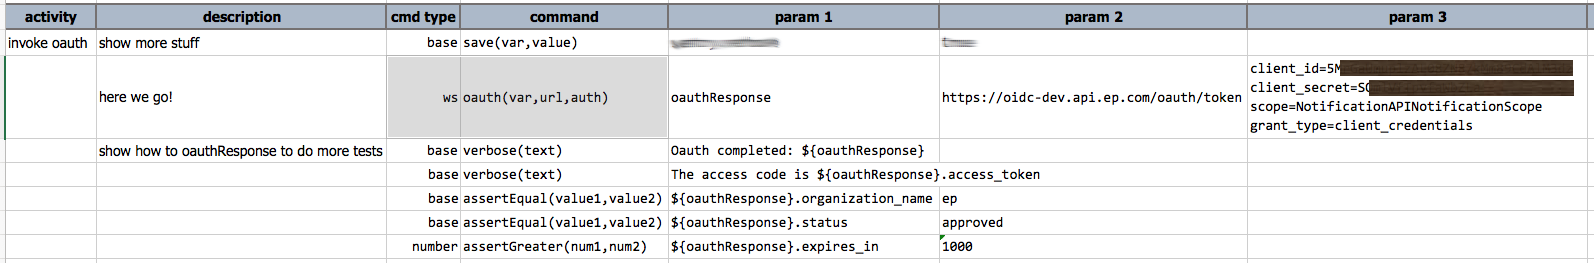 activity description cmd type command param 1 param 2 param 3
invoke oauth show more stuff base save(var,value)
here we go! ws oauth(var,url,auth) oauthResponse https://oidc-dev.api.ep.com/oauth/token
client_id=5M
client_secret=SQ
scope=NotificationAPINotificationScope
grant_type=client_credentials
show how to oauthResponse to do more tests base verbose(text) Oauth completed: ${oauthResponse}
base verbose(text) The access code is ${oauthResponse}.access_token
base assertEqual(value1,value2) ${oauthResponse}.organization_name ep
base assertEqual(value1,value2) ${oauthResponse}.status approved
number assertGreater(num1,num2) ${oauthResponse}.expires_in 1000